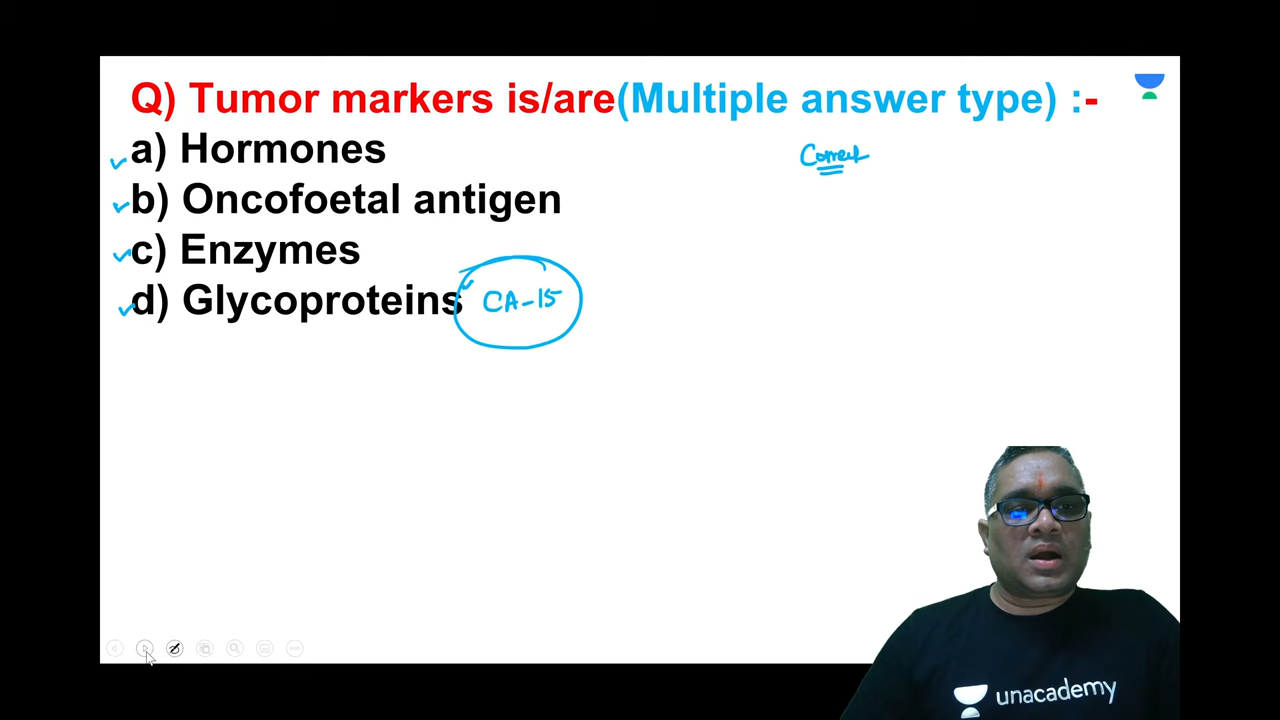 Q) Tumor markers is/are(Multiple answer type) :-
a) Hormones
Correct
b) Oncofoetal antigen
c) Enzymes
d) Glycoproteins CA-15
unacademy